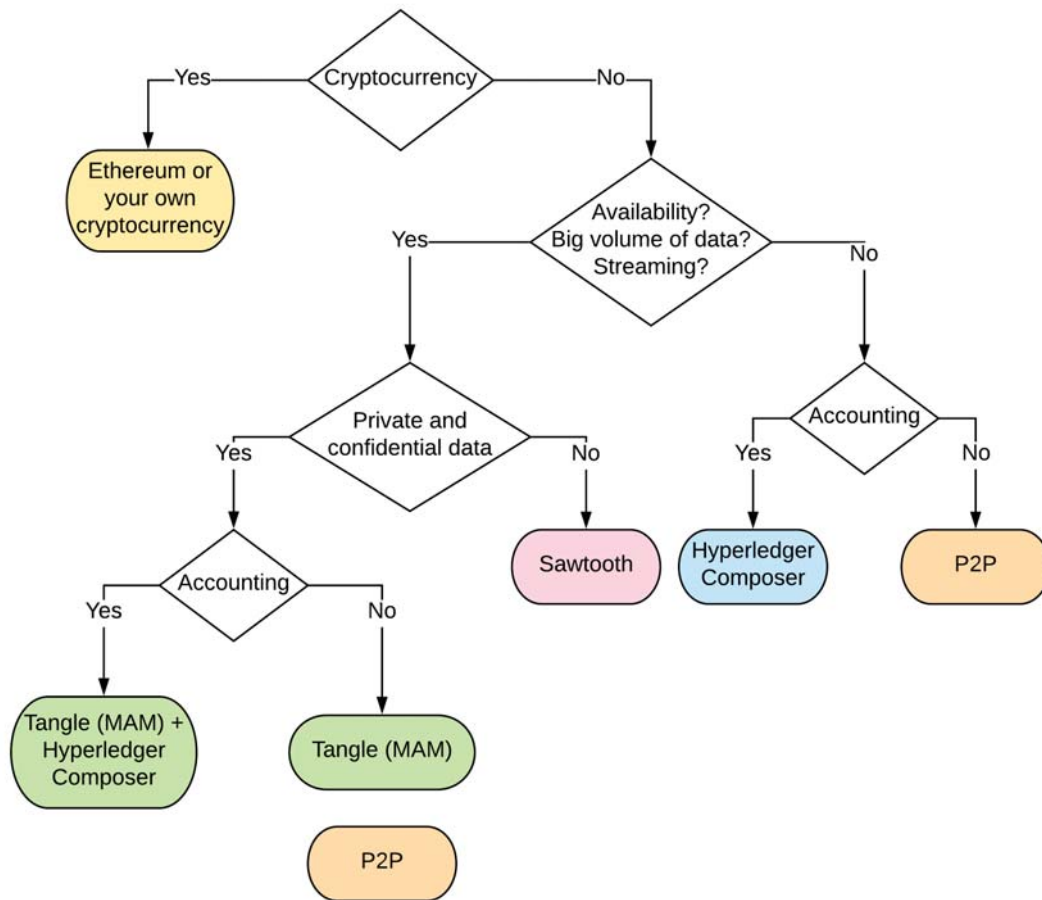 Yes
Cryptocurrency
No
Ethereum or
your own
cryptocurrency
Availability?
Big volume of data?
Streaming?
Yes
No
Private and
confidential data
Accounting
Yes
No
Yes
No
Sawtooth
Hyperledger
Composer
P2P
Accounting
Yes
No
Tangle (MAM) +
Hyperledger
Composer
Tangle (MAM)
P2P